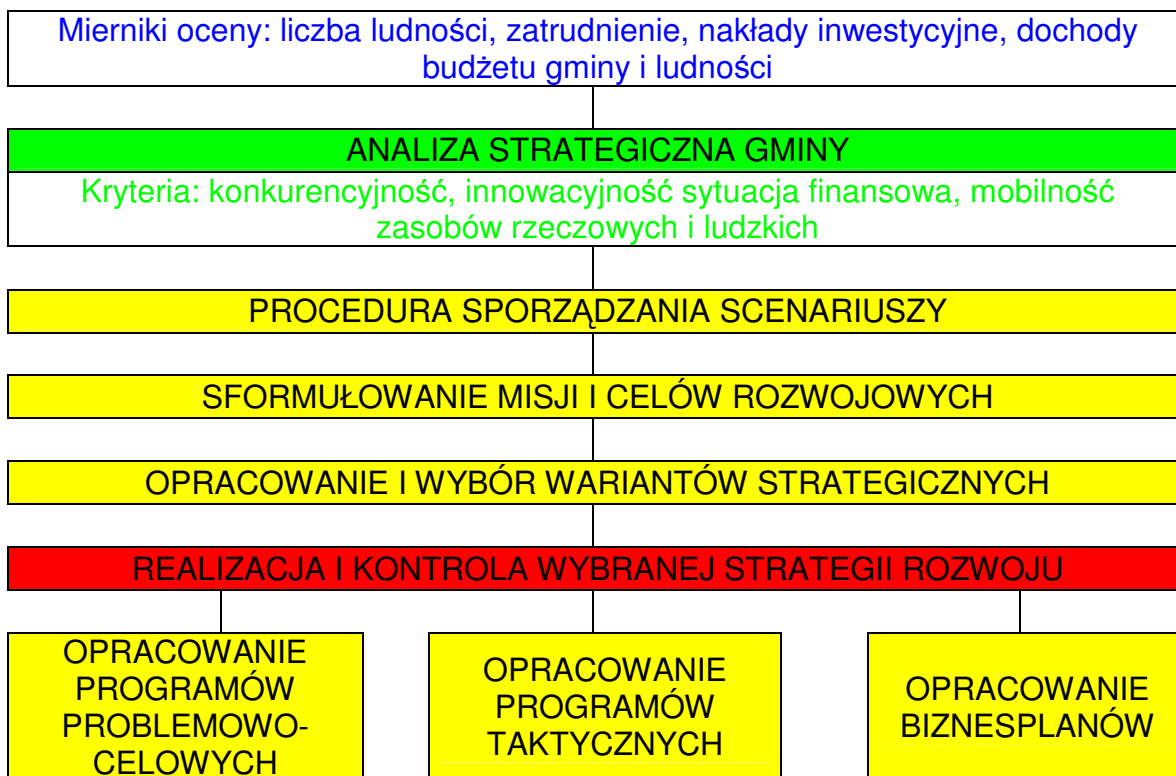 Mierniki oceny: liczba ludności, zatrudnienie, nakłady inwestycyjne, dochody
budżetu gminy i ludności
ANALIZA STRATEGICZNA GMINY
Kryteria: konkurencyjność, innowacyjność sytuacja finansowa, mobilność
zasobów rzeczowych i ludzkich
PROCEDURA SPORZĄDZANIA SCENARIUSZY
SFORMUŁOWANIE MISJI I CELÓW ROZWOJOWYCH
OPRACOWANIE I WYBÓR WARIANTÓW STRATEGICZNYCH
REALIZACJA I KONTROLA WYBRANEJ STRATEGII ROZWOJU
OPRACOWANIE
PROGRAMÓW
PROBLEMOWO-
CELOWYCH
OPRACOWANIE
PROGRAMÓW
TAKTYCZNYCH
OPRACOWANIE
BIZNESPLANÓW